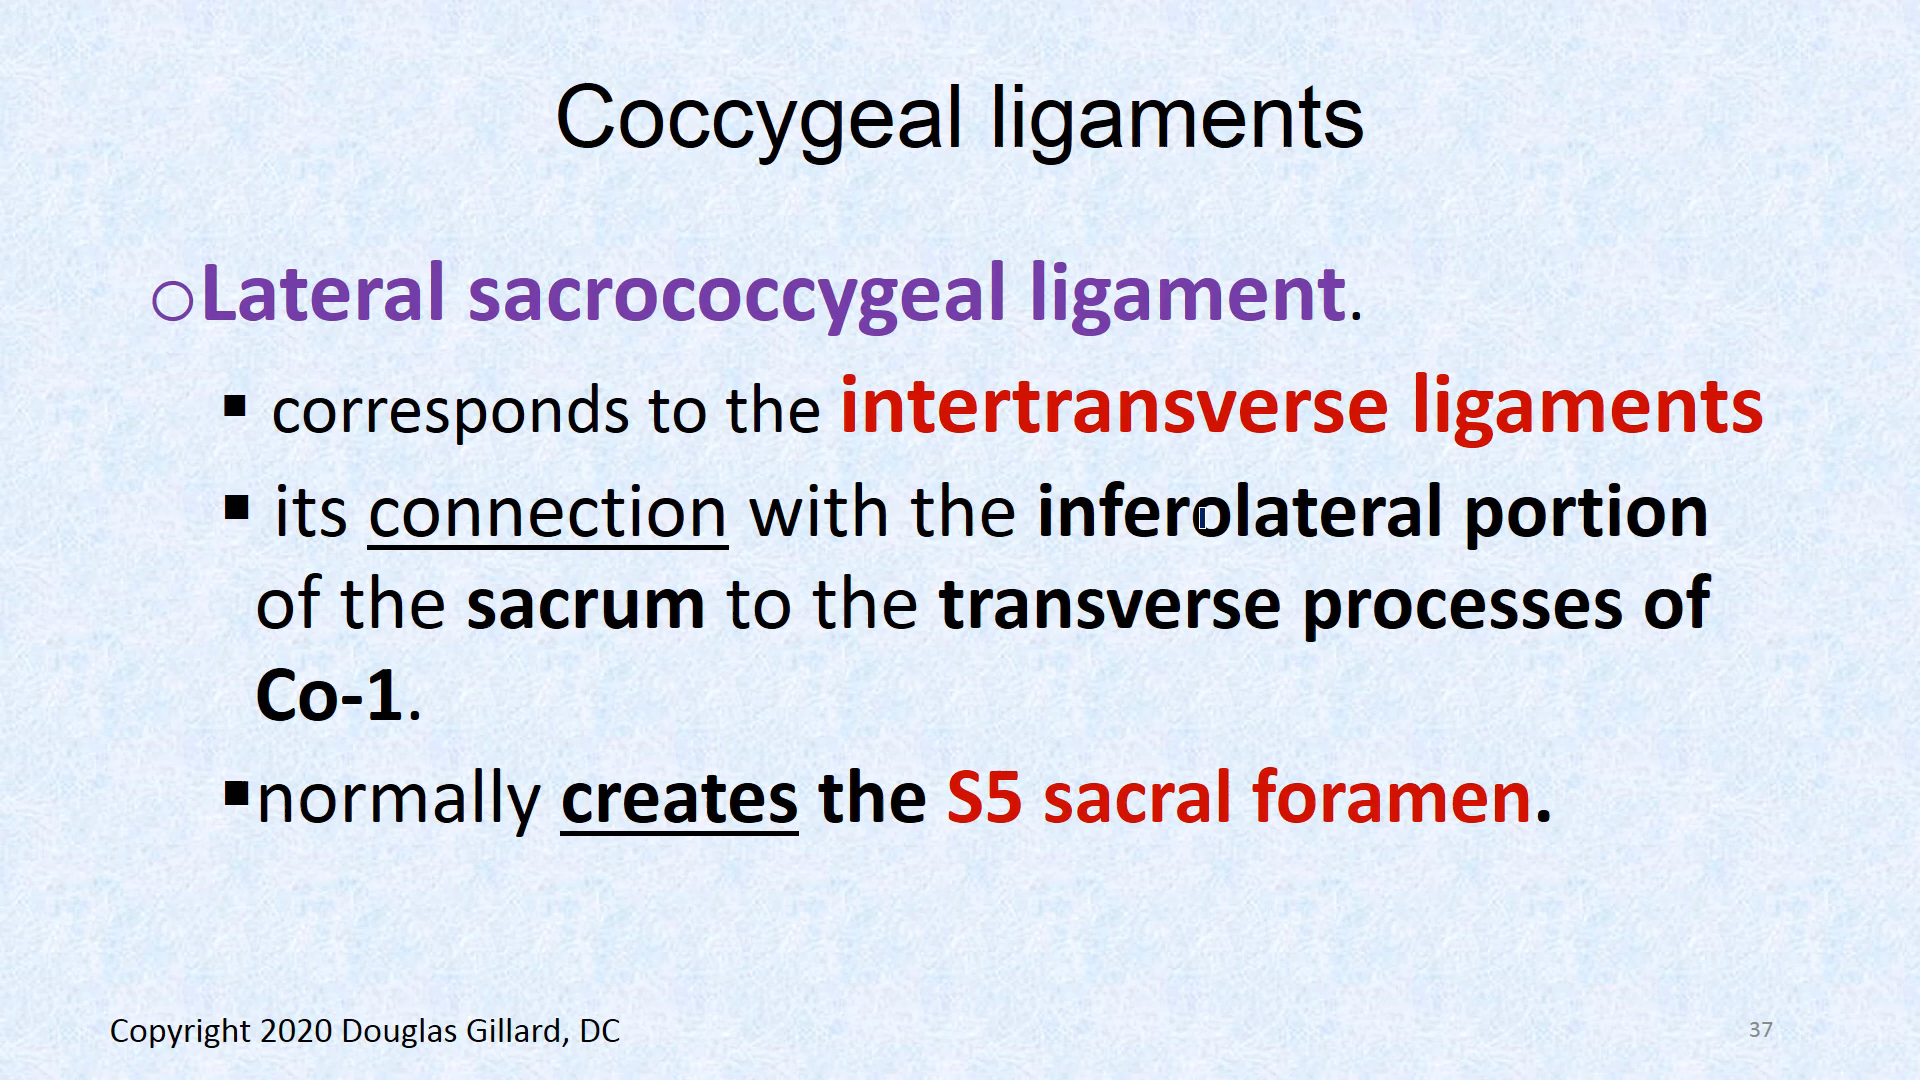 Coccygeal ligaments
oLateral sacrococcygeal ligament.
▪ corresponds to the intertransverse ligaments
▪ its connection with the inferolateral portion
of the sacrum to the transverse processes of
Co-1.
▪normally creates the S5 sacral foramen.
Copyright 2020 Douglas Gillard, DC
37